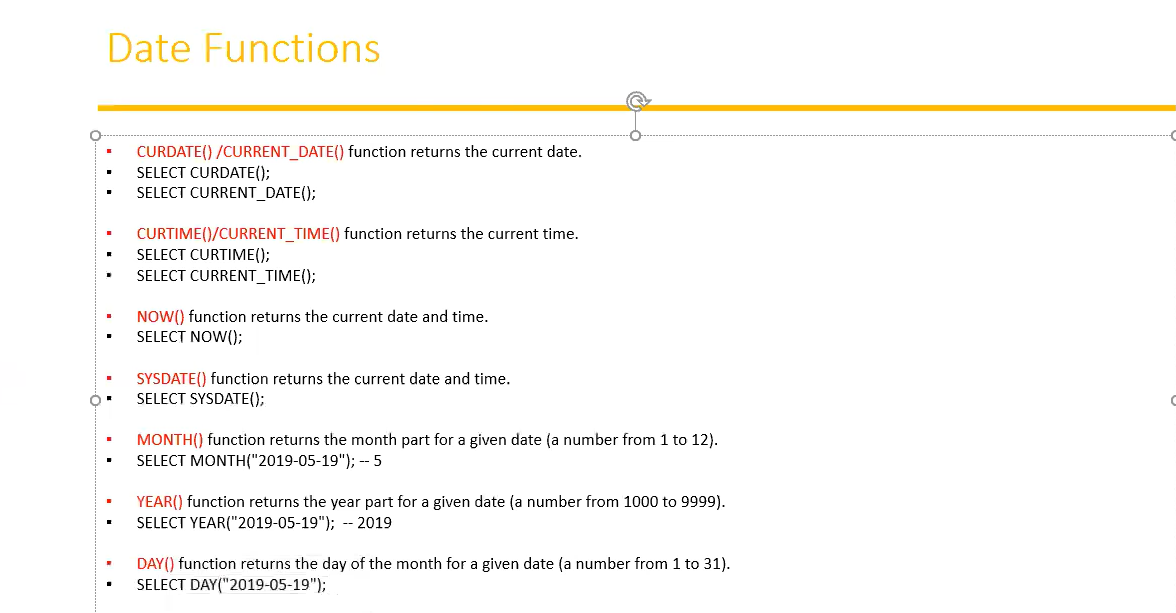 Date Functions
▪ CURDATE() /CURRENT_DATE() function returns the current date.
▪ SELECT CURDATE();
▪ SELECT CURRENT_DATE();
▪ CURTIME()/CURRENT_TIME() function returns the current time.
▪ SELECT CURTIME();
▪ SELECT CURRENT_TIME();
▪ NOW() function returns the current date and time.
▪ SELECT NOW();
▪ SYSDATE() function returns the current date and time.
▪ SELECT SYSDATE();
▪ MONTH() function returns the month part for a given date (a number from 1 to 12).
▪ SELECT MONTH("2019-05-19"); -- 5
▪ YEAR() function returns the year part for a given date (a number from 1000 to 9999).
▪ SELECT YEAR("2019-05-19");  -- 2019
▪ DAY() function returns the day of the month for a given date (a number from 1 to 31).
▪ SELECT DAY("2019-05-19");